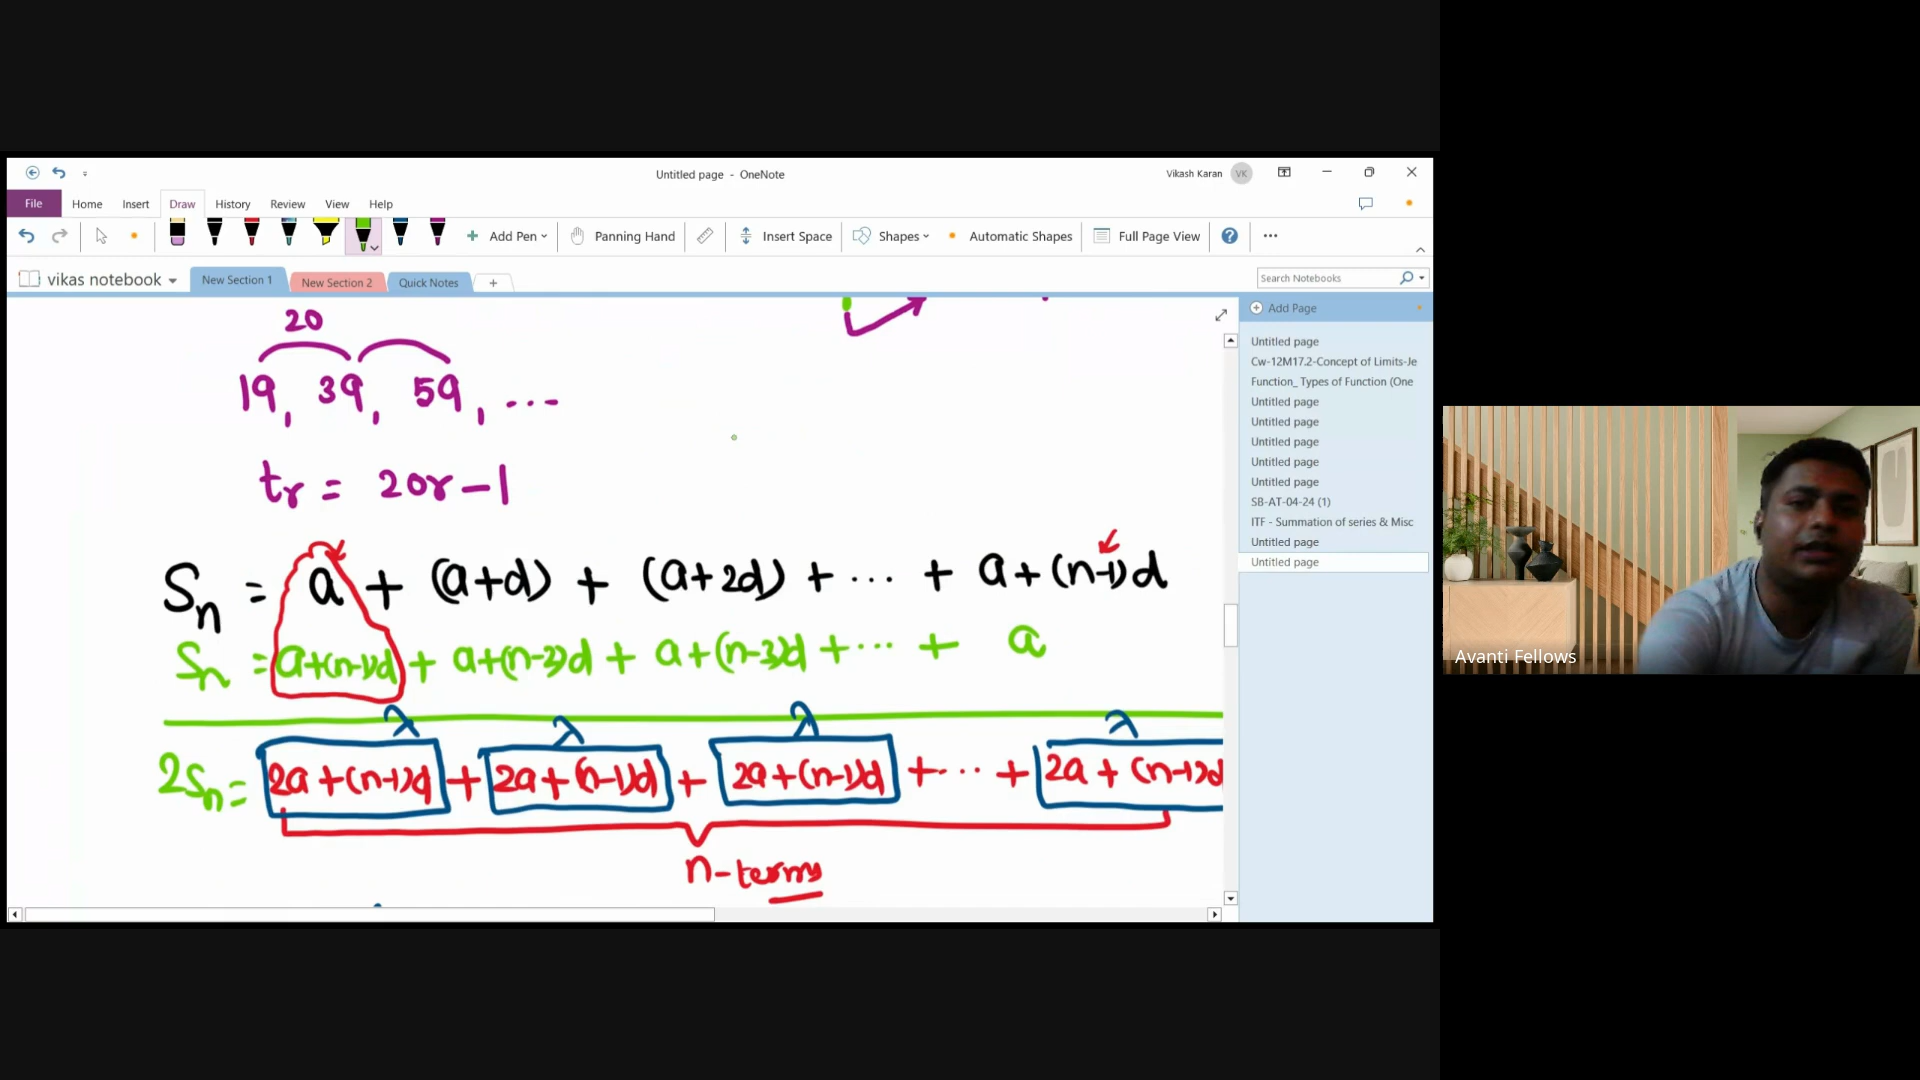 Untitled page - OneNote
Vikash Karan VK
File Home Insert Draw History Review View Help
Add Pen Panning Hand Insert Space Shapes Automatic Shapes Full Page View ? ...
vikas notebook New Section 1 New Section 2 Quick Notes +
Search Notebooks
Add Page
Untitled page
Cw-12M17.2-Concept of Limits-Je
Function_ Types of Function (One
Untitled page
Untitled page
Untitled page
Untitled page
Untitled page
SB-AT-04-24 (1)
ITF - Summation of series & Misc
Untitled page
Untitled page
20
19, 39, 59, ...
tr = 20r-1
Sn = a + (a+d) + (a+2d) + ... + a+(n-1)d
Sn = a+(n-1)d + a+(n-2)d + a+(n-3)d + ... + a
λ λ λ λ
2Sn = 2a+(n-1)d + 2a+(n-1)d + 2a+(n-1)d + ... + 2a+(n-1)d
n-terms
Avanti Fellows